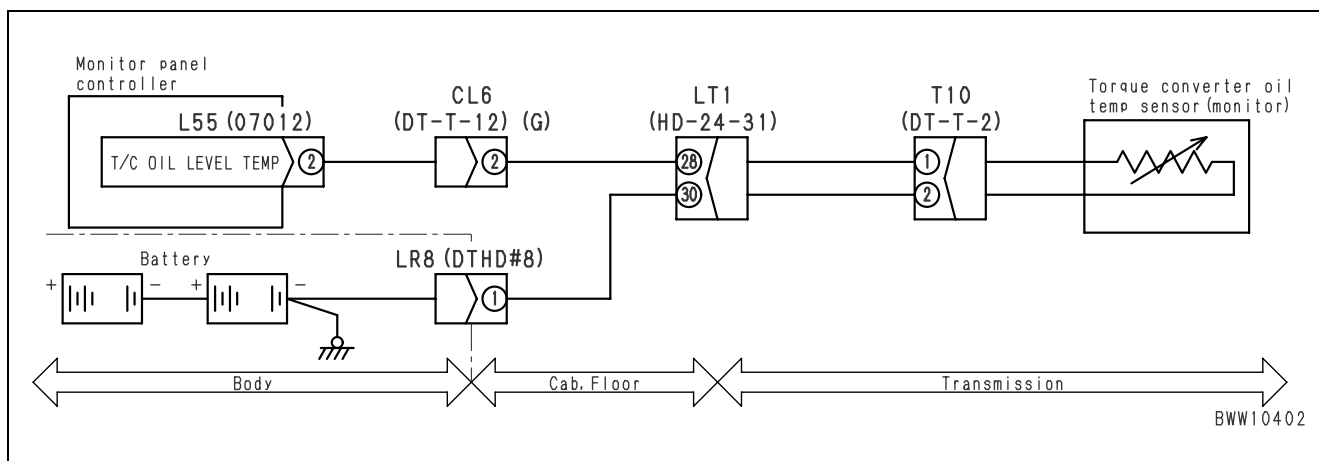 Monitor panel
controller
L55 (07012)
T/C OIL LEVEL TEMP
2
CL6
(DT-T-12) (G)
2
LT1
(HD-24-31)
28
30
T10
(DT-T-2)
1
2
Torque converter oil
temp sensor (monitor)
Battery
+ - + -
LR8 (DTHD#8)
1
Body
Cab, Floor
Transmission
BWW10402